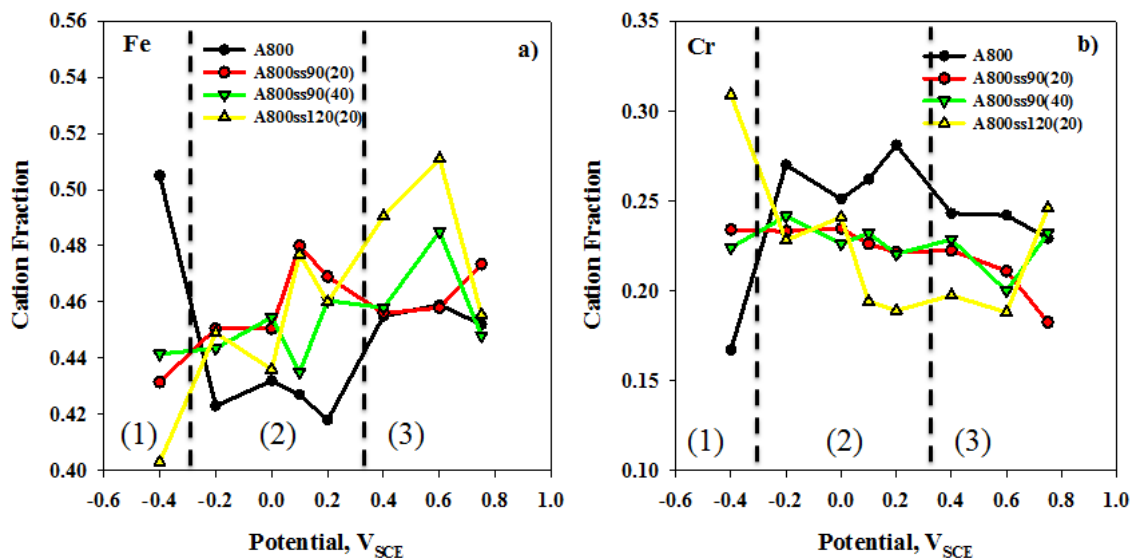 Fe
a)
A800
A800ss90(20)
A800ss90(40)
A800ss120(20)
0.56
0.54
0.52
0.50
0.48
0.46
0.44
0.42
0.40
Cation Fraction
(1)
(2)
(3)
-0.6 -0.4 -0.2 0.0 0.2 0.4 0.6 0.8 1.0
Potential, V_SCE
Cr
b)
A800
A800ss90(20)
A800ss90(40)
A800ss120(20)
0.35
0.30
0.25
0.20
0.15
0.10
Cation Fraction
(1)
(2)
(3)
-0.6 -0.4 -0.2 0.0 0.2 0.4 0.6 0.8 1.0
Potential, V_SCE